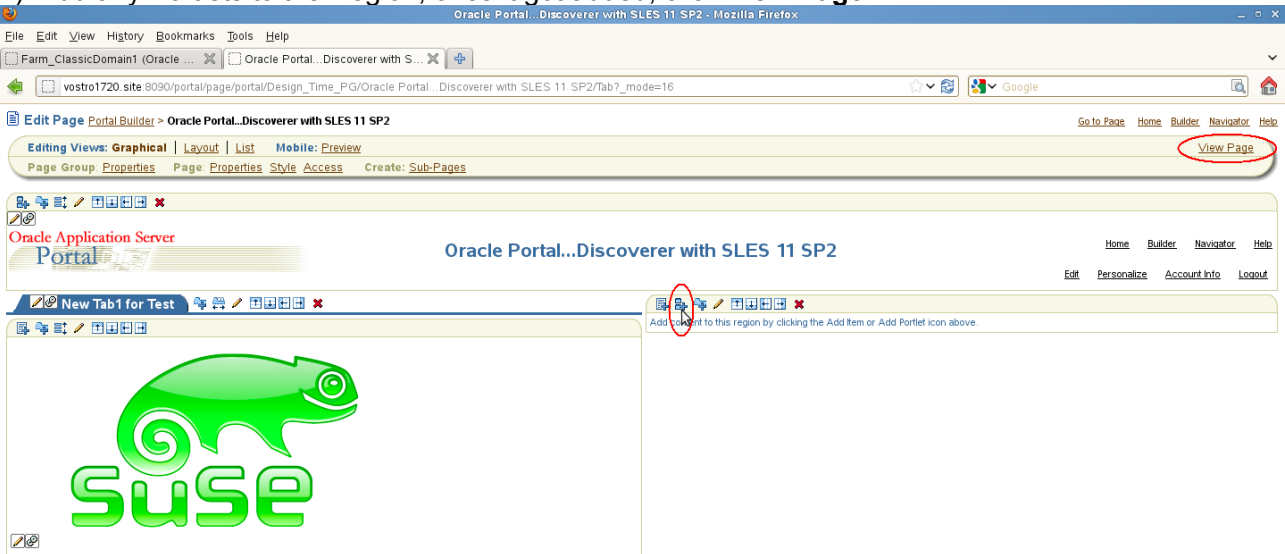 Oracle Portal...Discoverer with SLES 11 SP2 - Mozilla Firefox
File Edit View History Bookmarks Tools Help
Farm_ClassicDomain1 (Oracle ... Oracle Portal...Discoverer with S...
vostro1720.site:8090/portal/page/portal/Design_Time_PG/Oracle Portal...Discoverer with SLES 11 SP2/Tab?_mode=16 Google
Edit Page Portal Builder > Oracle Portal...Discoverer with SLES 11 SP2 Go to Page Home Builder Navigator Help
Editing Views: Graphical | Layout | List Mobile: Preview View Page
Page Group: Properties Page: Properties Style Access Create: Sub-Pages
Oracle Application Server
Portal
Oracle Portal...Discoverer with SLES 11 SP2
Home Builder Navigator Help
Edit Personalize Account Info Logout
New Tab1 for Test
Add content to this region by clicking the Add Item or Add Portlet icon above.
SUSE